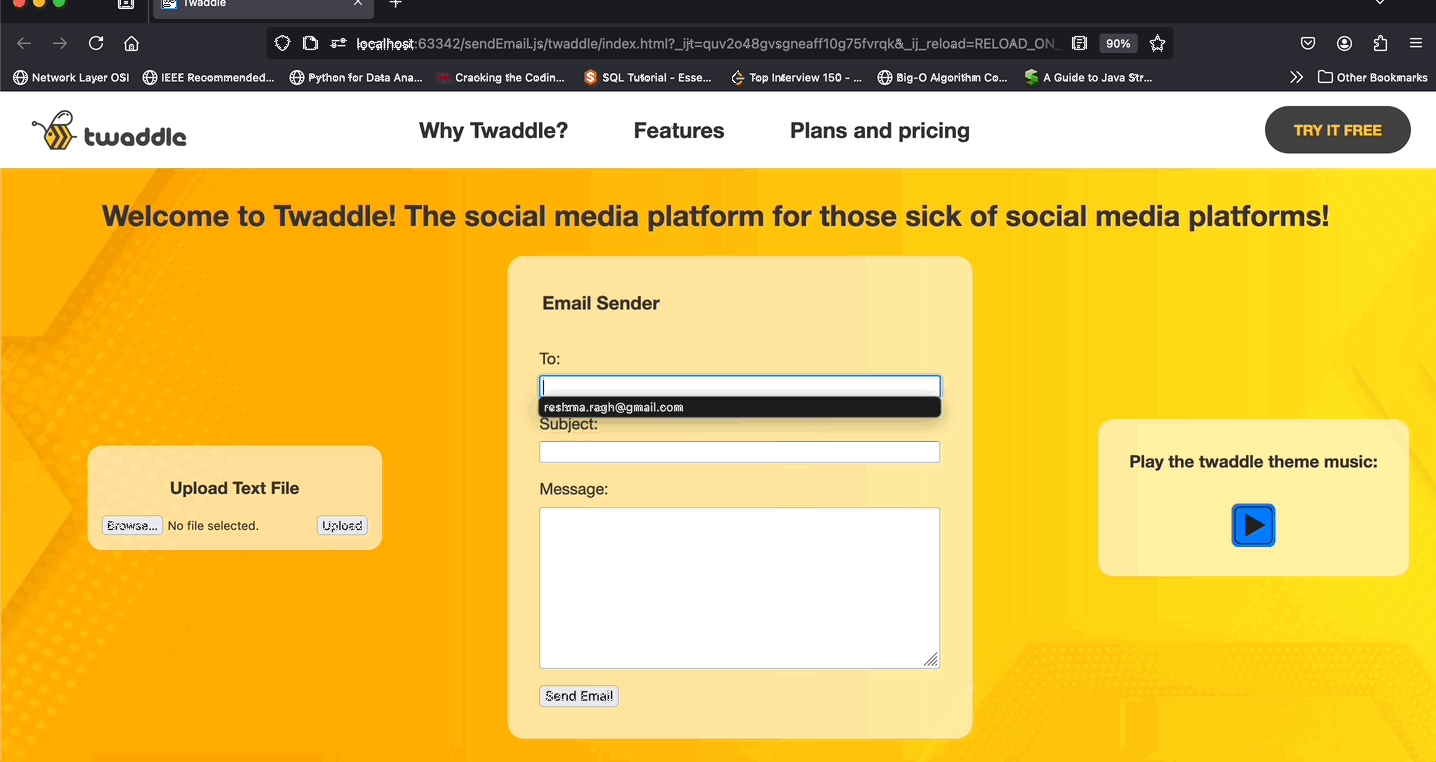 Twaddle
localhost:63342/sendEmail.js/twaddle/index.html?_ijt=quv2o48gvsgneaff10g75fvrqk&_ij_reload=RELOAD_ON_
90%
Network Layer OSI
IEEE Recommended...
Python for Data Ana...
Cracking the Codin...
SQL Tutorial - Esse...
Top Interview 150 - ...
Big-O Algorithm Co...
A Guide to Java Str...
Other Bookmarks
twaddle
Why Twaddle?
Features
Plans and pricing
TRY IT FREE
Welcome to Twaddle! The social media platform for those sick of social media platforms!
Email Sender
To:
reshma.ragh@gmail.com
Subject:
Message:
Send Email
Upload Text File
Browse...
No file selected.
Upload
Play the twaddle theme music: